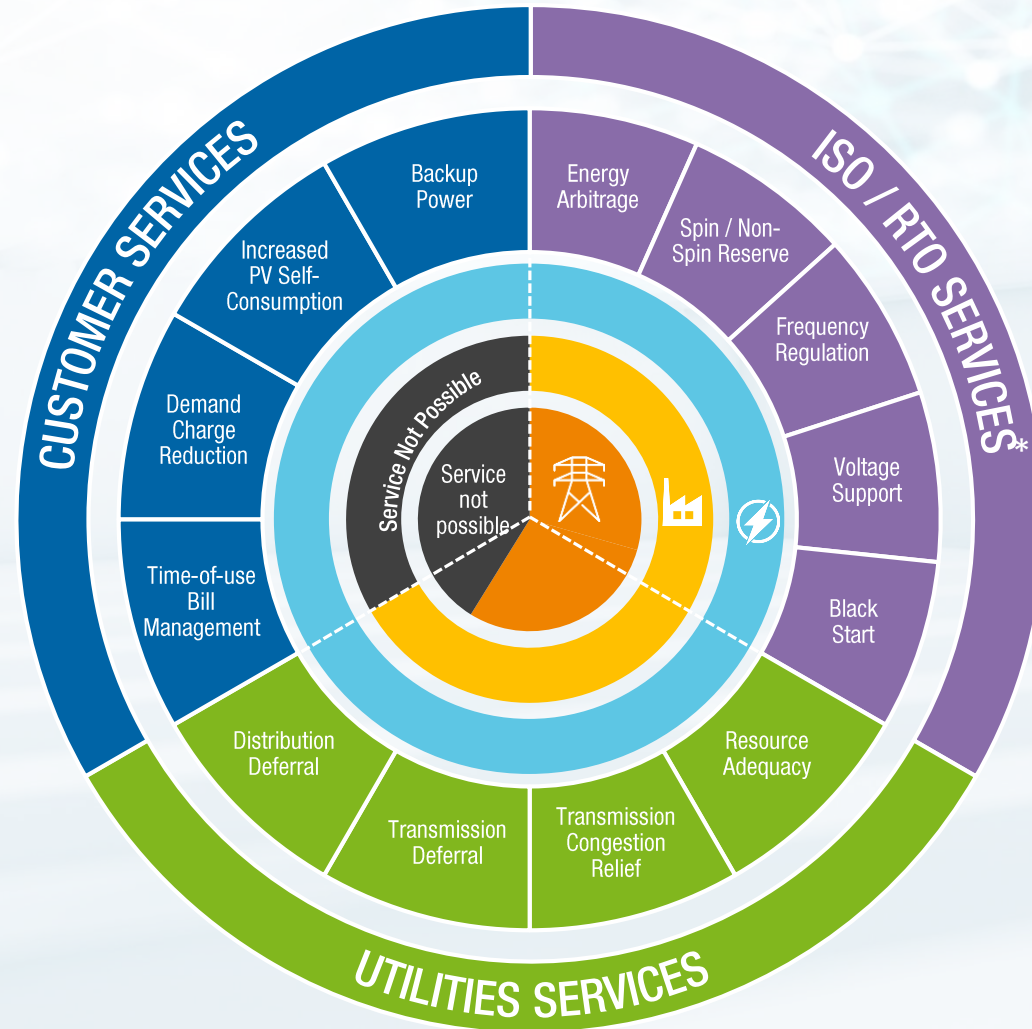 CUSTOMER SERVICES
ISO / RTO SERVICES*
UTILITIES SERVICES
Backup
Power
Increased
PV Self-
Consumption
Demand
Charge
Reduction
Time-of-use
Bill
Management
Energy
Arbitrage
Spin / Non-
Spin Reserve
Frequency
Regulation
Voltage
Support
Black
Start
Resource
Adequacy
Transmission
Congestion
Relief
Transmission
Deferral
Distribution
Deferral
Service Not Possible
Service
not
possible